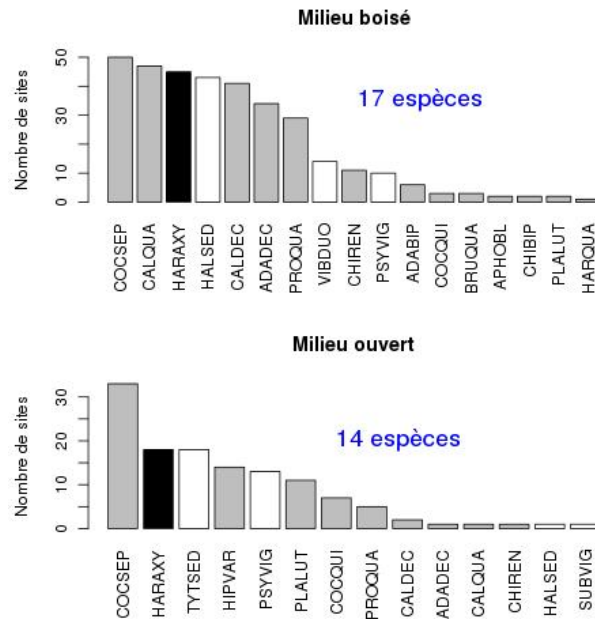 Milieu boisé
Nombre de sites
50
30
10
0
17 espèces
COCSEP
CALQUA
HARAXY
HALSED
CALDEC
ADADEC
PROQUA
VIBDUO
CHIREN
PSYVIG
ADABIP
COCQUI
BRUQUA
APHOBL
CHIBIP
PLALUT
HARQUA
Milieu ouvert
Nombre de sites
30
20
10
0
14 espèces
COCSEP
HARAXY
TYTSED
HIPVAR
PSYVIG
PLALUT
COCQUI
PROQUA
CALDEC
ADADEC
CALQUA
CHIREN
HALSED
SUBVIG